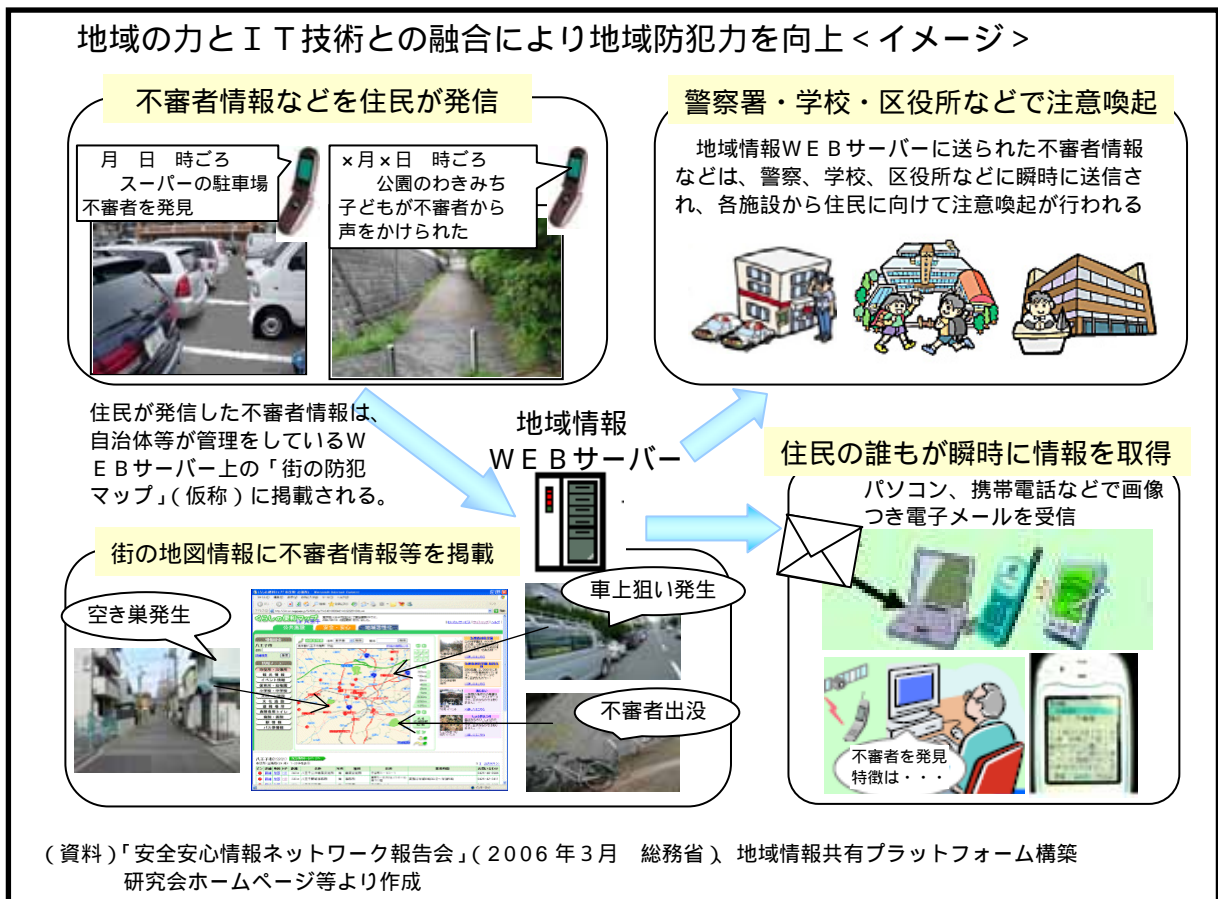 地域の力とＩＴ技術との融合により地域防犯力を向上＜イメージ＞
不審者情報などを住民が発信
月　日　時ごろ
スーパーの駐車場
不審者を発見
×月×日　時ごろ
公園のわきみち
子どもが不審者から
声をかけられた
警察署・学校・区役所などで注意喚起
地域情報ＷＥＢサーバーに送られた不審者情報
などは、警察、学校、区役所などに瞬時に送信さ
れ、各施設から住民に向けて注意喚起が行われる
住民が発信した不審者情報は、
自治体等が管理をしているＷ
ＥＢサーバー上の「街の防犯
マップ」（仮称）に掲載される。
地域情報
ＷＥＢサーバー
住民の誰もが瞬時に情報を取得
パソコン、携帯電話などで画像
つき電子メールを受信
街の地図情報に不審者情報等を掲載
空き巣発生
車上狙い発生
不審者出没
不審者を発見
特徴は・・・
（資料）「安全安心情報ネットワーク報告会」（２００６年３月　総務省）、地域情報共有プラットフォーム構築
研究会ホームページ等より作成